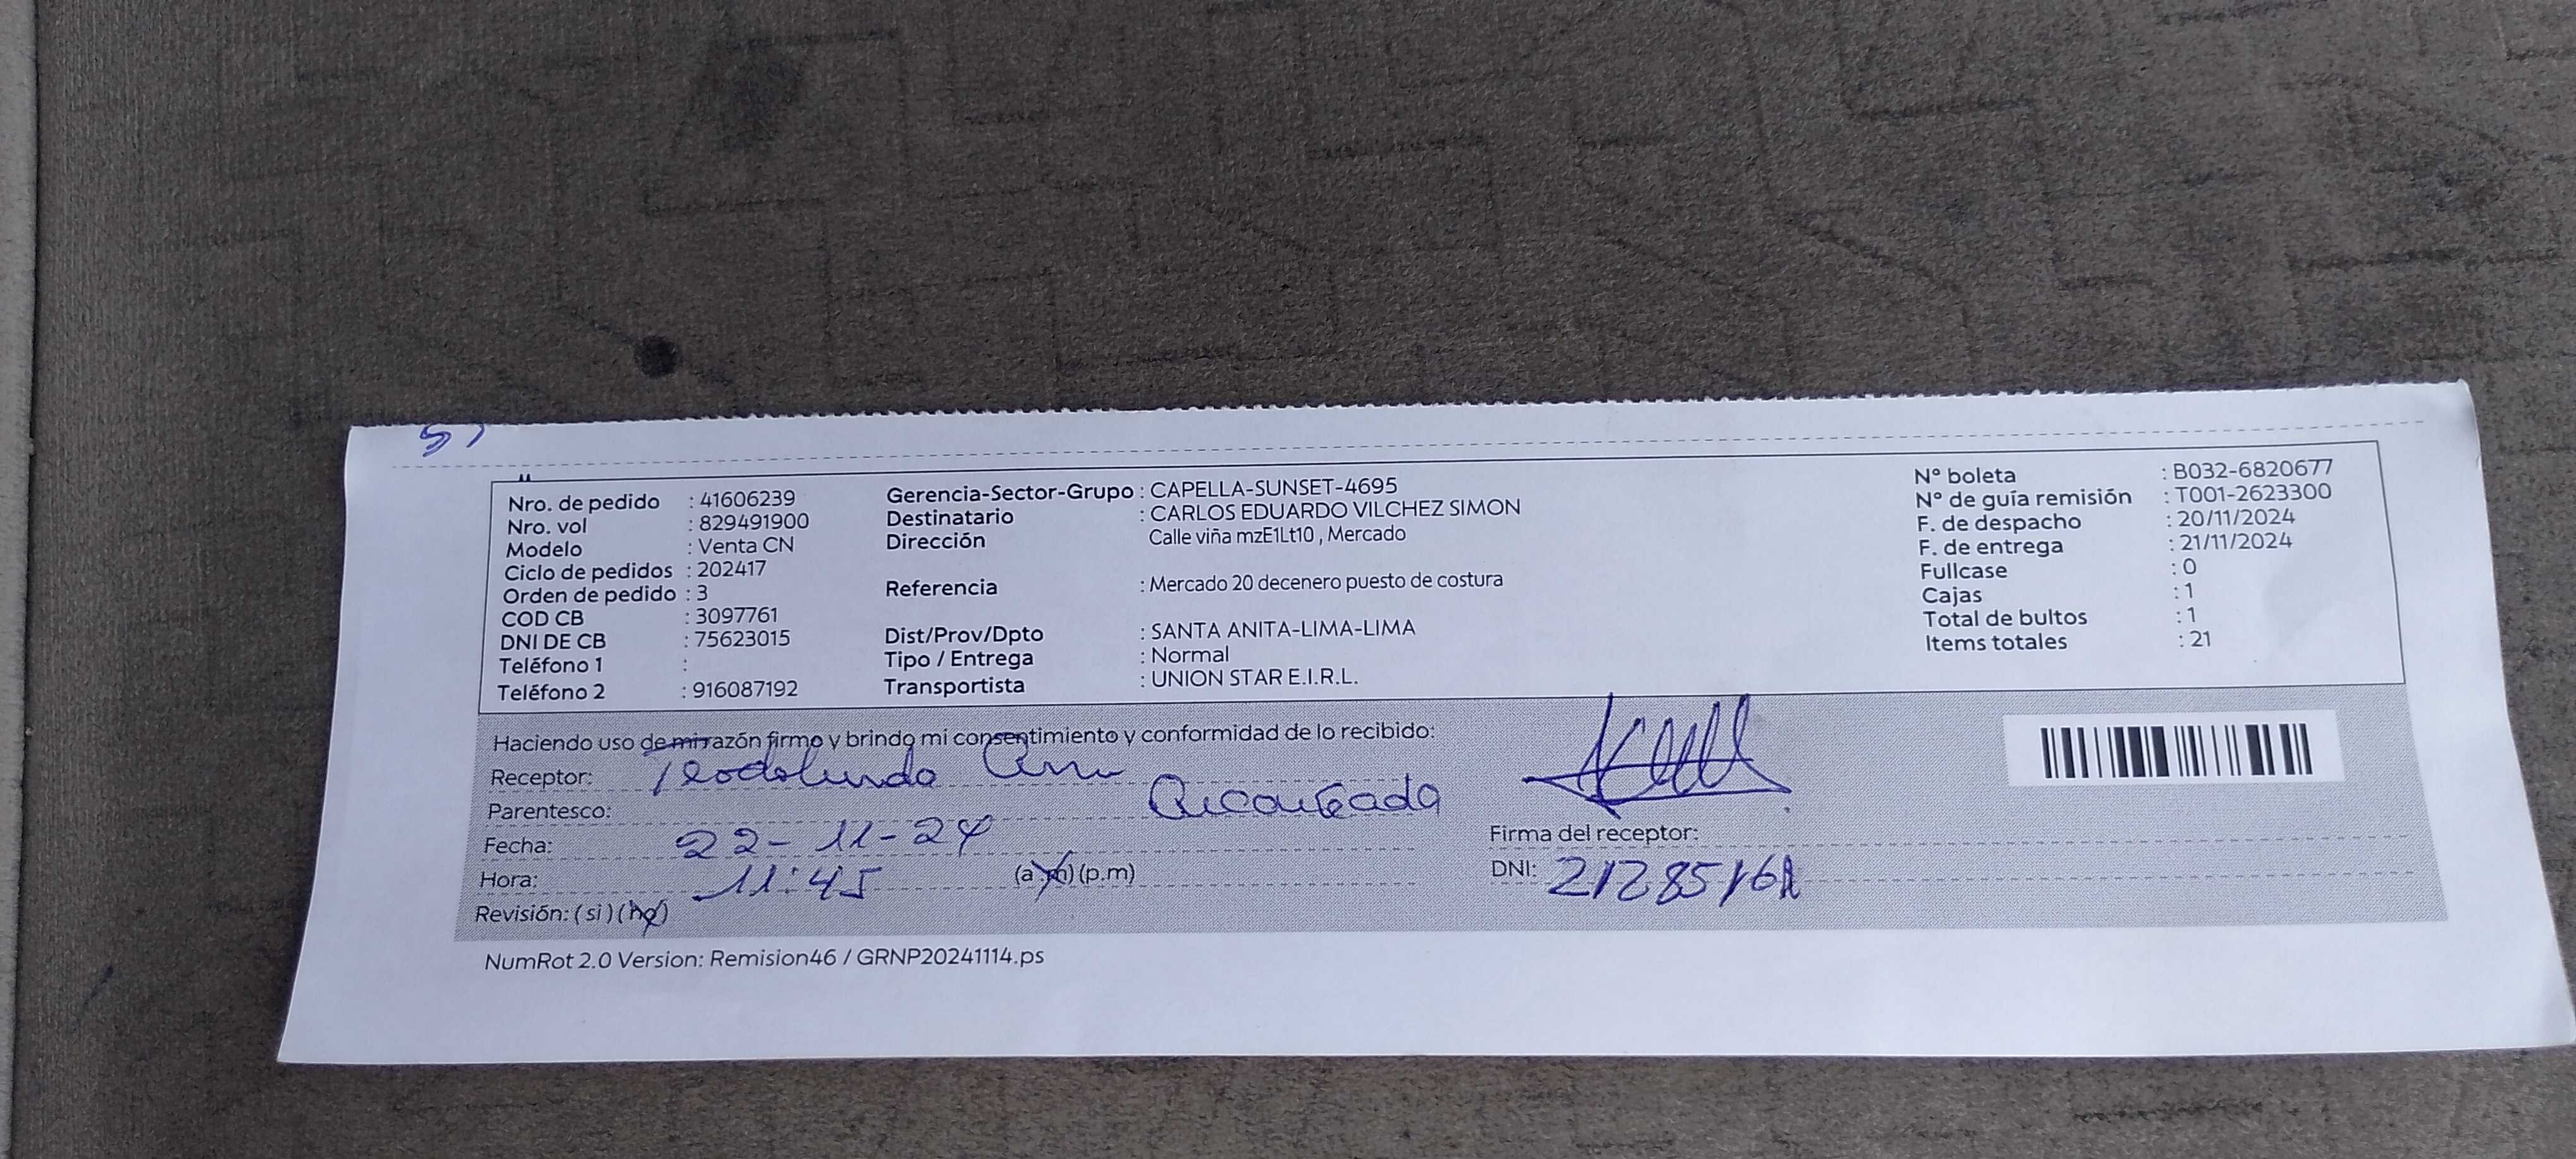 Nro. de pedido : 41606239
Nro. vol : 829491900
Modelo : Venta CN
Ciclo de pedidos : 202417
Orden de pedido : 3
COD CB : 3097761
DNI DE CB : 75623015
Teléfono 1 :
Teléfono 2 : 916087192
Gerencia-Sector-Grupo : CAPELLA-SUNSET-4695
Destinatario : CARLOS EDUARDO VILCHEZ SIMON
Dirección Calle viña mzE1Lt10 , Mercado
Referencia : Mercado 20 decenero puesto de costura
Dist/Prov/Dpto : SANTA ANITA-LIMA-LIMA
Tipo / Entrega : Normal
Transportista : UNION STAR E.I.R.L.
Nº boleta : B032-6820677
Nº de guía remisión : T001-2623300
F. de despacho : 20/11/2024
F. de entrega : 21/11/2024
Fullcase : 0
Cajas : 1
Total de bultos : 1
Items totales : 21
Haciendo uso de mi razón firmo y brindo mi consentimiento y conformidad de lo recibido:
Receptor: Teodolinda
Parentesco:
Fecha: 22-11-24
Hora: 11:45 (a.m) (p.m)
Revisión: (si) (no)
Firma del receptor:
DNI:
NumRot 2.0 Version: Remision46 / GRNP20241114.ps